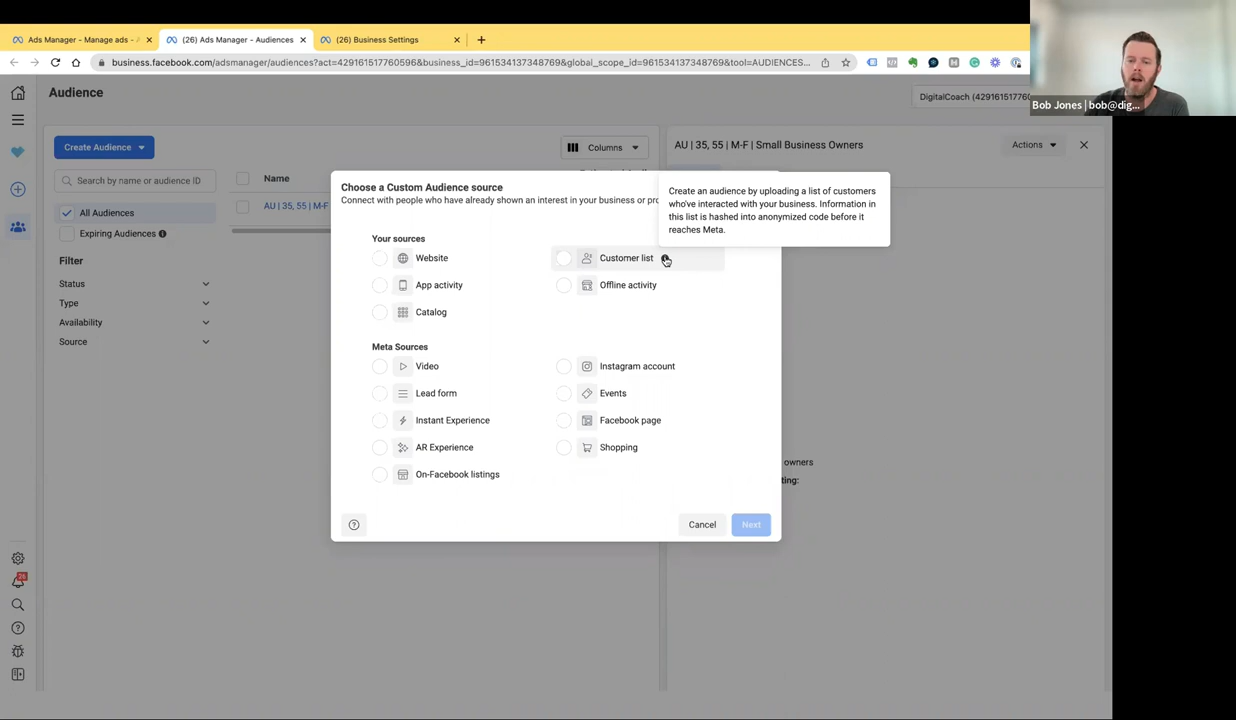 Ads Manager - Manage ads - A
(26) Ads Manager - Audiences
(26) Business Settings
business.facebook.com/adsmanager/audiences?act=429161517760596&business_id=961534137348769&global_scope_id=961534137348769&tool=AUDIENCES...
Bob Jones | bob@dig...
Audience
DigitalCoach (42916151776
Create Audience
Columns
AU | 35, 55 | M-F | Small Business Owners
Actions
Search by name or audience ID
Name
All Audiences
AU | 35, 55 | M-F
Expiring Audiences
Filter
Status
Type
Availability
Source
Choose a Custom Audience source
Connect with people who have already shown an interest in your business or pro
Create an audience by uploading a list of customers
who've interacted with your business. Information in
this list is hashed into anonymized code before it
reaches Meta.
Your sources
Website
Customer list
App activity
Offline activity
Catalog
Meta Sources
Video
Instagram account
Lead form
Events
Instant Experience
Facebook page
AR Experience
Shopping
On-Facebook listings
owners
ting:
Cancel
Next
26